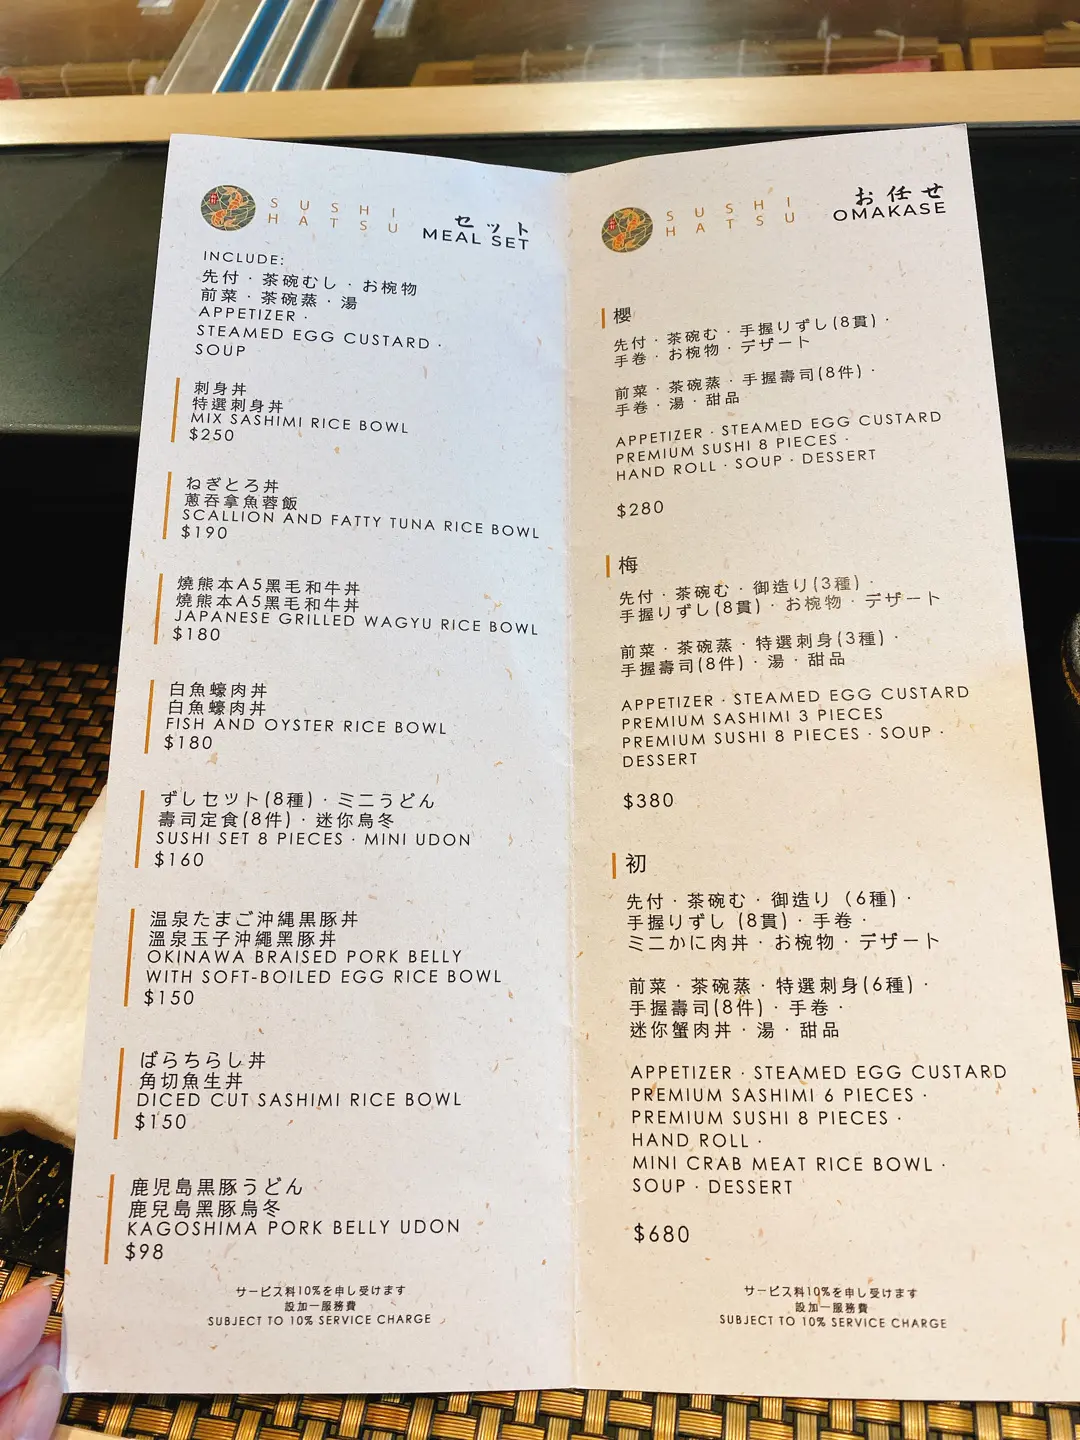 SUSHI
HATSU
セット
MEAL SET
INCLUDE:
先付・茶碗むし・お椀物
前菜・茶碗蒸・湯
APPETIZER ·
STEAMED EGG CUSTARD ·
SOUP
刺身丼
特選刺身丼
MIX SASHIMI RICE BOWL
$250
ねぎとろ丼
蔥吞拿魚蓉飯
SCALLION AND FATTY TUNA RICE BOWL
$190
燒熊本A5黑毛和牛丼
燒熊本A5黑毛和牛丼
JAPANESE GRILLED WAGYU RICE BOWL
$180
白魚蠔肉丼
白魚蠔肉丼
FISH AND OYSTER RICE BOWL
$180
ずしセット(8種)・ミニうどん
壽司定食(8件)・迷你烏冬
SUSHI SET 8 PIECES · MINI UDON
$160
温泉たまご沖縄黒豚丼
溫泉玉子沖繩黑豚丼
OKINAWA BRAISED PORK BELLY
WITH SOFT-BOILED EGG RICE BOWL
$150
ばらちらし丼
角切魚生丼
DICED CUT SASHIMI RICE BOWL
$150
鹿児島黒豚うどん
鹿兒島黑豚烏冬
KAGOSHIMA PORK BELLY UDON
$98
サービス料10%を申し受けます
設加一服務費
SUBJECT TO 10% SERVICE CHARGE
SUSHI
HATSU
お任せ
OMAKASE
櫻
先付・茶碗む・手握りずし(8貫)・
手巻・お椀物・デザート
前菜・茶碗蒸・手握壽司(8件)・
手卷・湯・甜品
APPETIZER · STEAMED EGG CUSTARD
PREMIUM SUSHI 8 PIECES ·
HAND ROLL · SOUP · DESSERT
$280
梅
先付・茶碗む・御造り(3種)・
手握りずし(8貫)・お椀物・デザート
前菜・茶碗蒸・特選刺身(3種)・
手握壽司(8件)・湯・甜品
APPETIZER · STEAMED EGG CUSTARD
PREMIUM SASHIMI 3 PIECES
PREMIUM SUSHI 8 PIECES · SOUP ·
DESSERT
$380
初
先付・茶碗む・御造り（6種）・
手握りずし（8貫）・手巻・
ミニかに肉丼・お椀物・デザート
前菜・茶碗蒸・特選刺身(6種)・
手握壽司(8件)・手卷・
迷你蟹肉丼・湯・甜品
APPETIZER · STEAMED EGG CUSTARD
PREMIUM SASHIMI 6 PIECES ·
PREMIUM SUSHI 8 PIECES ·
HAND ROLL ·
MINI CRAB MEAT RICE BOWL ·
SOUP · DESSERT
$680
サービス料10%を申し受けます
設加一服務費
SUBJECT TO 10% SERVICE CHARGE